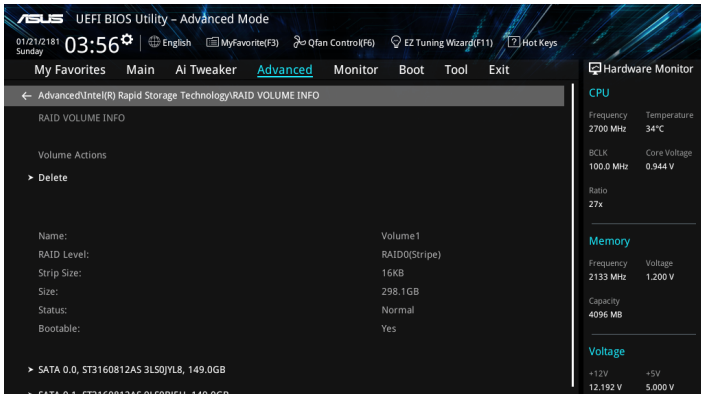 ASUS UEFI BIOS Utility – Advanced Mode
01/21/2181 Sunday 03:56 English MyFavorite(F3) Qfan Control(F6) EZ Tuning Wizard(F11) ? Hot Keys
My Favorites Main Ai Tweaker Advanced Monitor Boot Tool Exit
Hardware Monitor
← Advanced\Intel(R) Rapid Storage Technology\RAID VOLUME INFO
RAID VOLUME INFO
Volume Actions
> Delete
Name: Volume1
RAID Level: RAID0(Stripe)
Strip Size: 16KB
Size: 298.1GB
Status: Normal
Bootable: Yes
> SATA 0.0, ST3160812AS 3LS0JYL8, 149.0GB
CPU
Frequency Temperature
2700 MHz 34°C
BCLK Core Voltage
100.0 MHz 0.944 V
Ratio
27x
Memory
Frequency Voltage
2133 MHz 1.200 V
Capacity
4096 MB
Voltage
+12V +5V
12.192 V 5.000 V